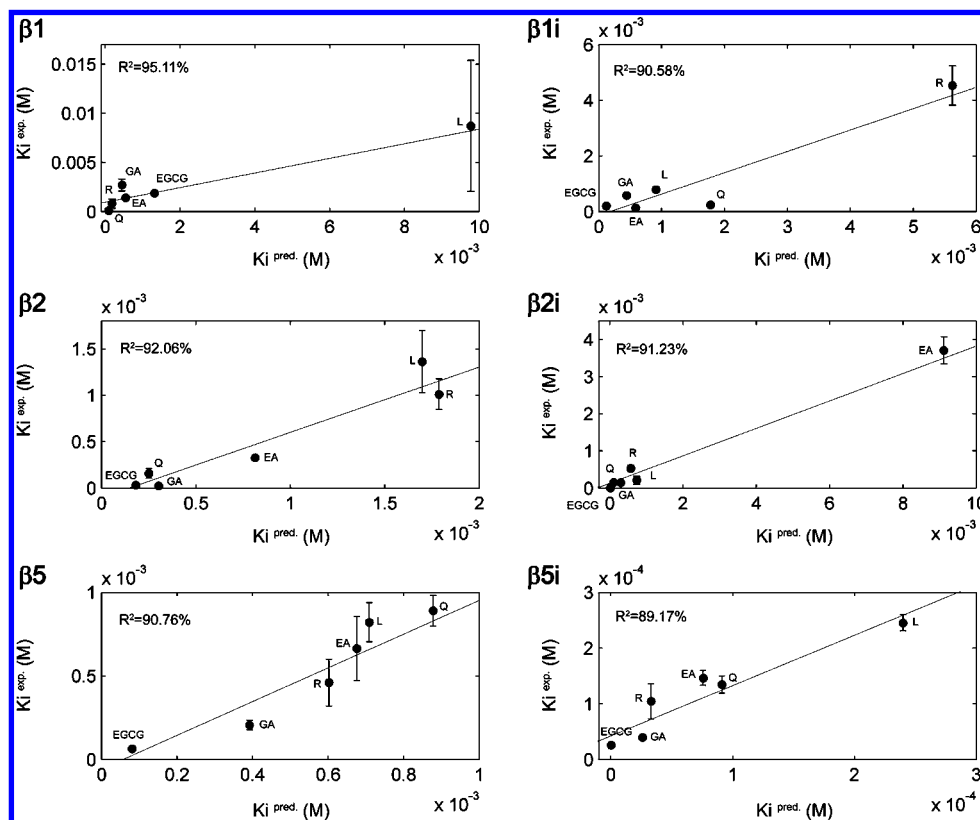 β1
R²=95.11%
0.015
0.01
0.005
0
Ki exp. (M)
L
GA
EGCG
R
EA
Q
0 2 4 6 8 10
Ki pred. (M)
x 10⁻³
β1i
x 10⁻³
R²=90.58%
6
4
2
0
Ki exp. (M)
R
L
GA
EGCG
Q
EA
0 1 2 3 4 5 6
Ki pred. (M)
x 10⁻³
β2
x 10⁻³
R²=92.06%
1.5
1
0.5
0
Ki exp. (M)
L
R
EA
Q
EGCG
GA
0 0.5 1 1.5 2
Ki pred. (M)
x 10⁻³
β2i
x 10⁻³
R²=91.23%
4
3
2
1
0
Ki exp. (M)
EA
R
Q
L
GA
EGCG
0 2 4 6 8 10
Ki pred. (M)
x 10⁻³
β5
x 10⁻³
R²=90.76%
1
0.5
0
Ki exp. (M)
Q
L
EA
R
GA
EGCG
0 0.2 0.4 0.6 0.8 1
Ki pred. (M)
x 10⁻³
β5i
x 10⁻⁴
R²=89.17%
3
2
1
0
Ki exp. (M)
L
EA
Q
R
EGCG
GA
0 1 2 3
Ki pred. (M)
x 10⁻⁴